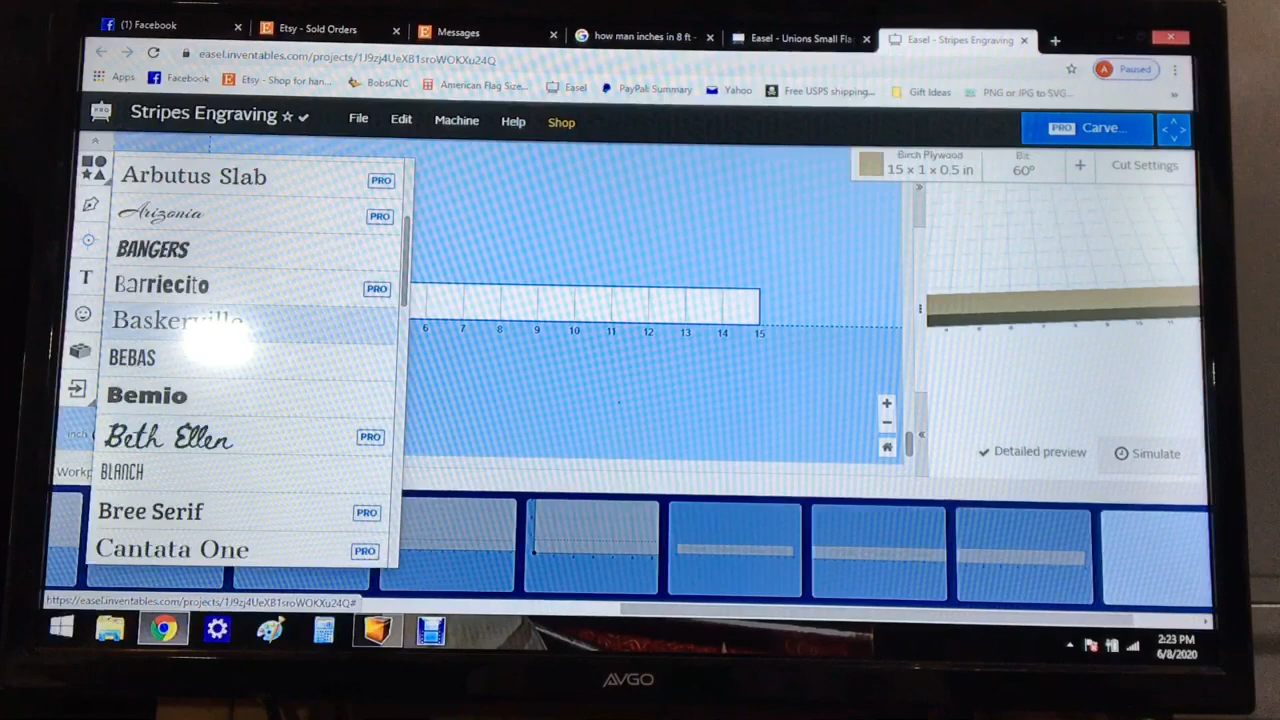 (1) Facebook
Etsy - Sold Orders
Messages
how man inches in 8 ft -
Easel - Unions Small Fla
Easel - Stripes Engraving
easel.inventables.com/projects/1J9zj4UeXB1sroWOKXu24Q
A Paused
Apps
Facebook
Etsy - Shop for han...
BobsCNC
American Flag Size...
Easel
PayPal: Summary
Yahoo
Free USPS shipping...
Gift Ideas
PNG or JPG to SVG...
PRO
Stripes Engraving
File
Edit
Machine
Help
Shop
PRO Carve...
Birch Plywood
15 x 1 x 0.5 in
Bit:
60°
Cut Settings
Arbutus Slab PRO
Arizonia PRO
BANGERS
Barriecito PRO
Baskerville
BEBAS
Bemio
Beth Ellen PRO
BLANCH
Bree Serif PRO
Cantata One PRO
T
inch
Workp
6 7 8 9 10 11 12 13 14 15
Detailed preview
Simulate
https://easel.inventables.com/projects/1J9zj4UeXB1sroWOKXu24Q#
2:23 PM
6/8/2020
AVGO